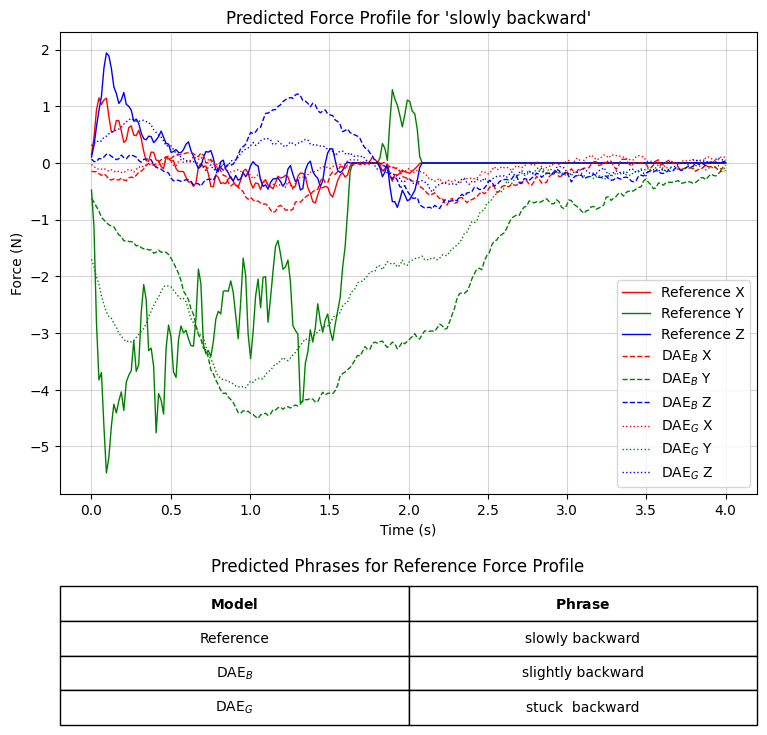 Predicted Force Profile for 'slowly backward'
2
1
0
−1
−2
−3
−4
−5
Force (N)
0.0 0.5 1.0 1.5 2.0 2.5 3.0 3.5 4.0
Time (s)
Reference X
Reference Y
Reference Z
DAE_B X
DAE_B Y
DAE_B Z
DAE_G X
DAE_G Y
DAE_G Z
Predicted Phrases for Reference Force Profile
Model Phrase
Reference slowly backward
DAE_B slightly backward
DAE_G stuck  backward